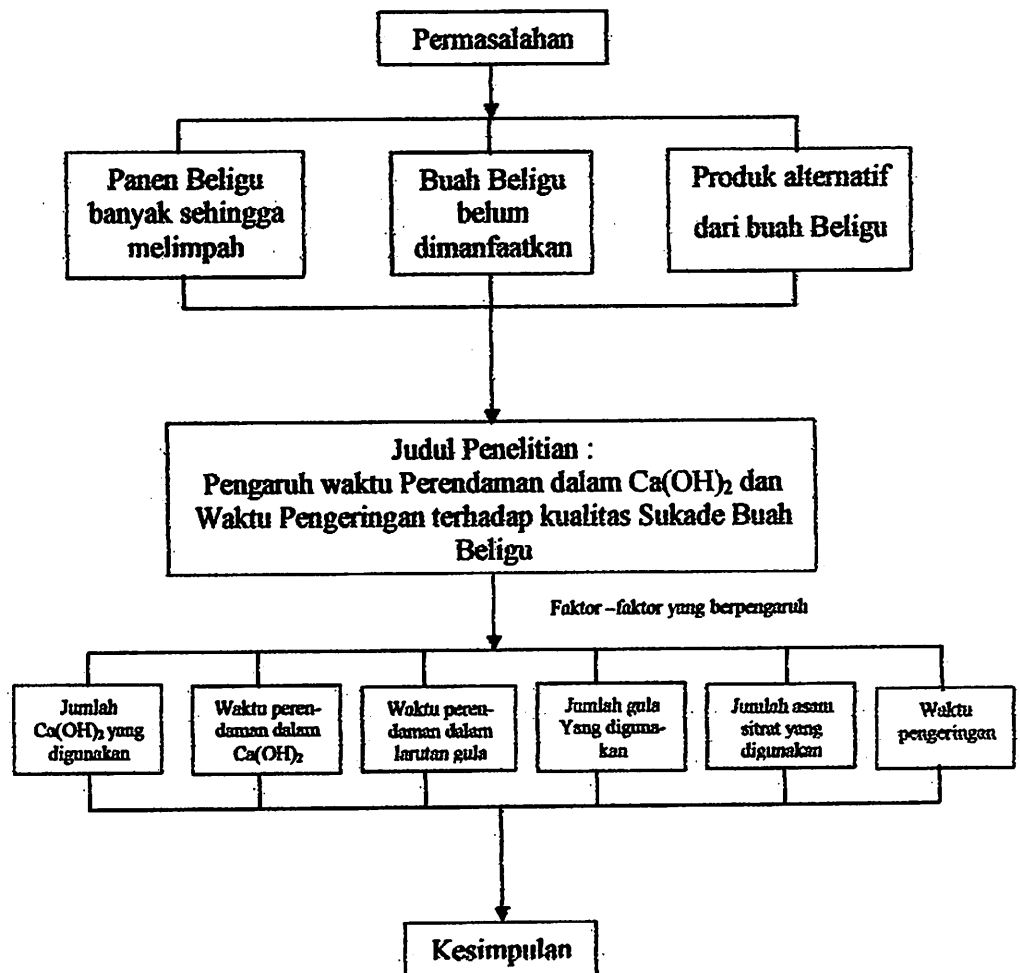 Permasalahan
Panen Beligu
banyak sehingga
melimpah
Buah Beligu
belum
dimanfaatkan
Produk alternatif
dari buah Beligu
Judul Penelitian :
Pengaruh waktu Perendaman dalam Ca(OH)₂ dan
Waktu Pengeringan terhadap kualitas Sukade Buah
Beligu
Faktor –faktor yang berpengaruh
Jumlah
Ca(OH)₂ yang
digunakan
Waktu peren-
daman dalam
Ca(OH)₂
Waktu peren-
daman dalam
larutan gula
Jumlah gula
Yang diguna-
kan
Jumlah asam
sitrat yang
digunakan
Waktu
pengeringan
Kesimpulan